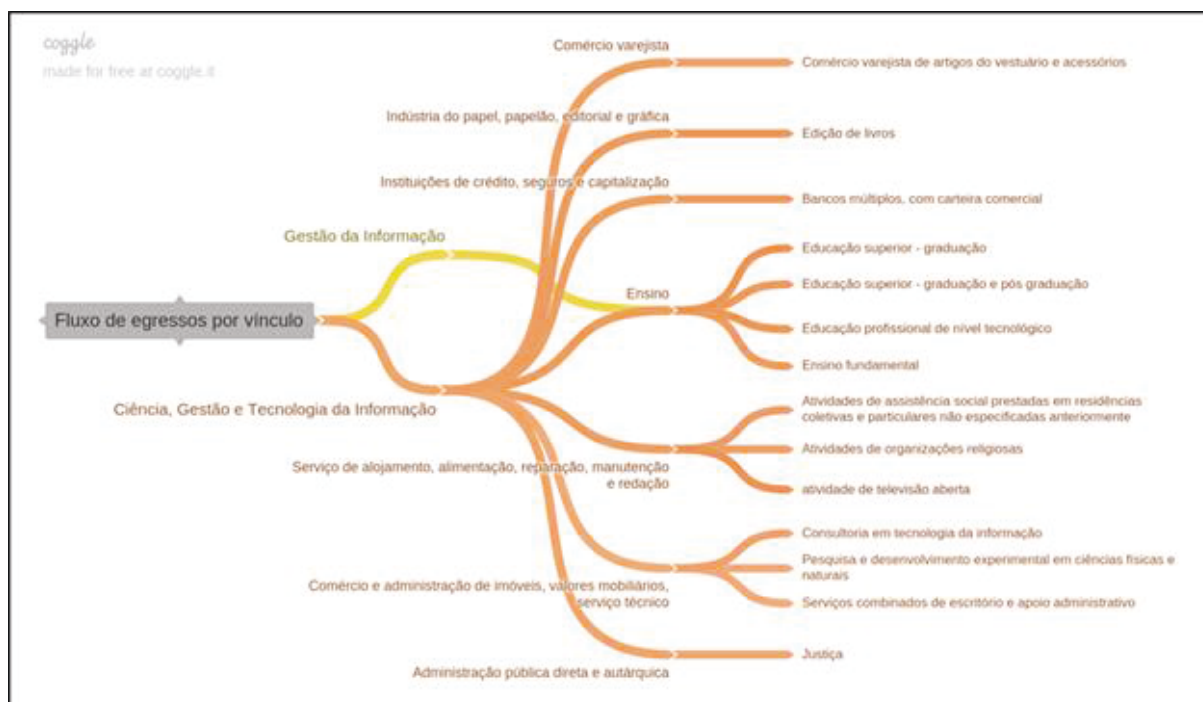 coggle
made for free at coggle.it
Comércio varejista
Comércio varejista de artigos do vestuário e acessórios
Indústria do papel, papelão, editorial e gráfica
Edição de livros
Instituições de crédito, seguros e capitalização
Bancos múltiplos, com carteira comercial
Gestão da Informação
Ensino
Educação superior - graduação
Educação superior - graduação e pós graduação
Educação profissional de nível tecnológico
Ensino fundamental
Fluxo de egressos por vínculo
Ciência, Gestão e Tecnologia da Informação
Serviço de alojamento, alimentação, reparação, manutenção
e redação
Atividades de assistência social prestadas em residências
coletivas e particulares não especificadas anteriormente
Atividades de organizações religiosas
atividade de televisão aberta
Comércio e administração de imóveis, valores mobiliários,
serviço técnico
Consultoria em tecnologia da informação
Pesquisa e desenvolvimento experimental em ciências físicas e
naturais
Serviços combinados de escritório e apoio administrativo
Administração pública direta e autárquica
Justiça